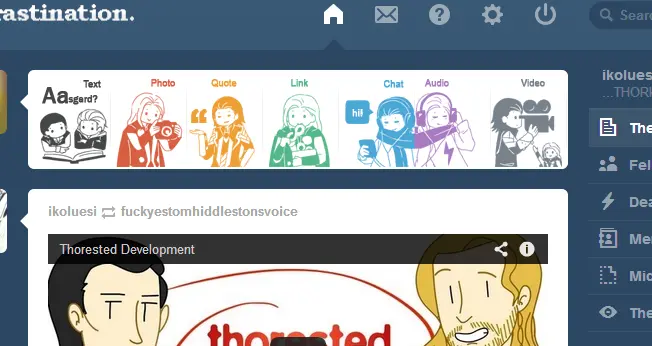 rastination.
Sear
Text
Photo
Quote
Link
Chat
Audio
Video
Aasgard?
hi!
ikolues
...THOR
The
Fel
Dea
Me
Mic
The
ikoluesi fuckyestomhiddlestonsvoice
Thorested Development
thorested